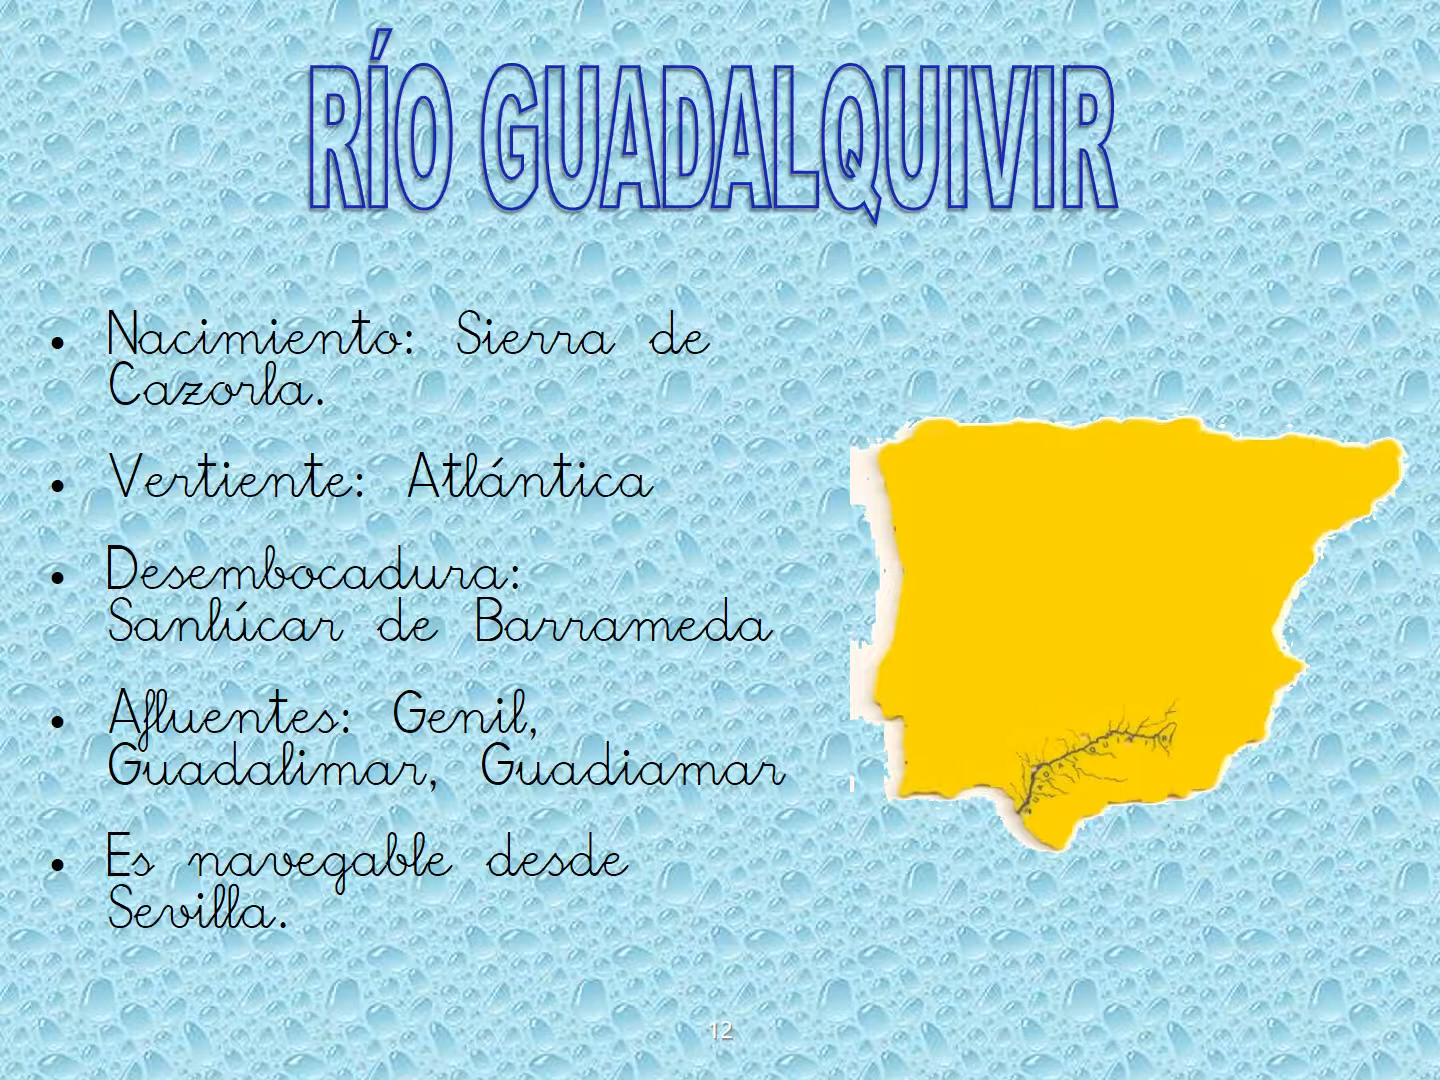 RÍO GUADALQUIVIR
• Nacimiento: Sierra de
Cazorla.
• Vertiente: Atlántica
• Desembocadura:
Sanlúcar de Barrameda
• Afluentes: Genil,
Guadalimar, Guadiamar
• Es navegable desde
Sevilla.
12